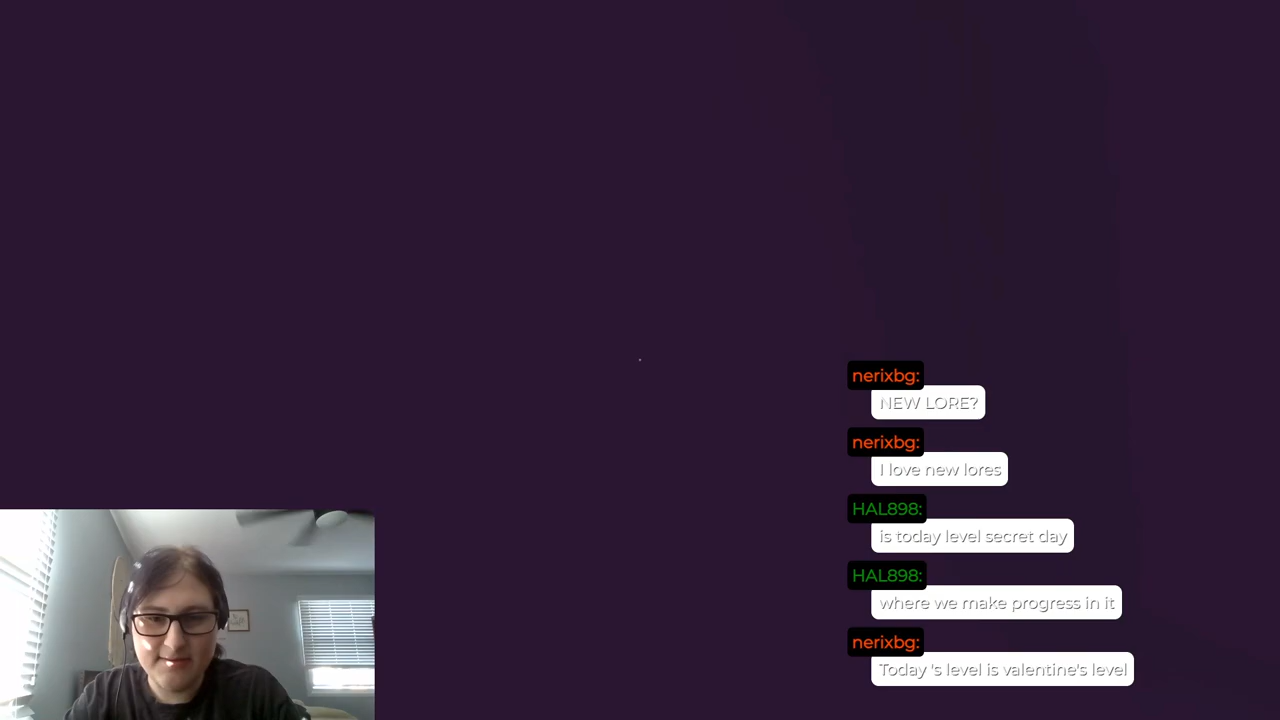 nerixbg:
NEW LORE?
nerixbg:
I love new lores
HAL898:
is today level secret day
HAL898:
where we make progress in it
nerixbg:
Today 's level is valentine's level